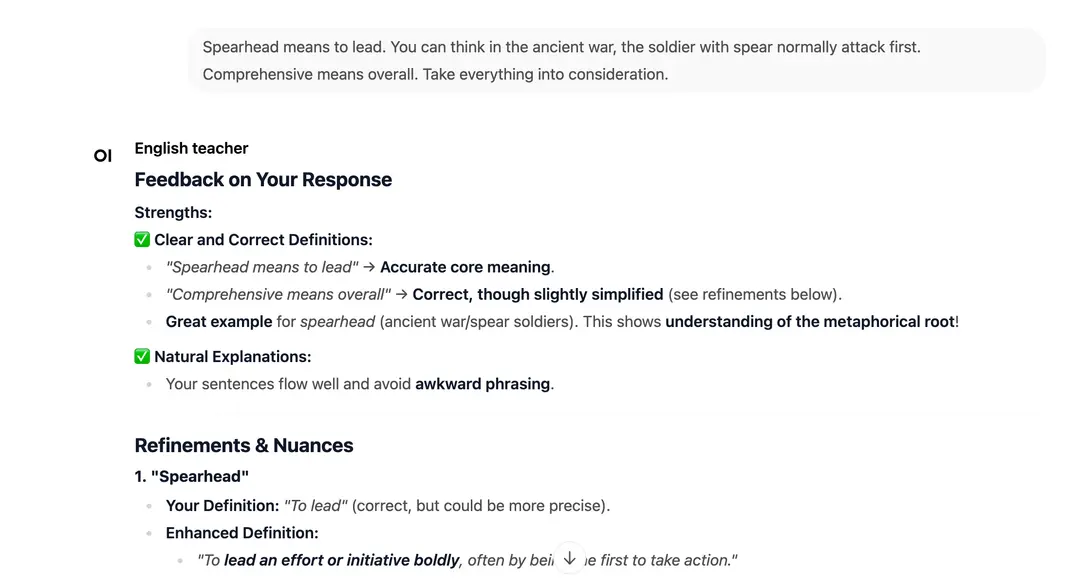 Spearhead means to lead. You can think in the ancient war, the soldier with spear normally attack first.
Comprehensive means overall. Take everything into consideration.
OI
English teacher
Feedback on Your Response
Strengths:
✅ Clear and Correct Definitions:
"Spearhead means to lead" → Accurate core meaning.
"Comprehensive means overall" → Correct, though slightly simplified (see refinements below).
Great example for spearhead (ancient war/spear soldiers). This shows understanding of the metaphorical root!
✅ Natural Explanations:
Your sentences flow well and avoid awkward phrasing.
Refinements & Nuances
1. "Spearhead"
Your Definition: "To lead" (correct, but could be more precise).
Enhanced Definition:
"To lead an effort or initiative boldly, often by first to take action."